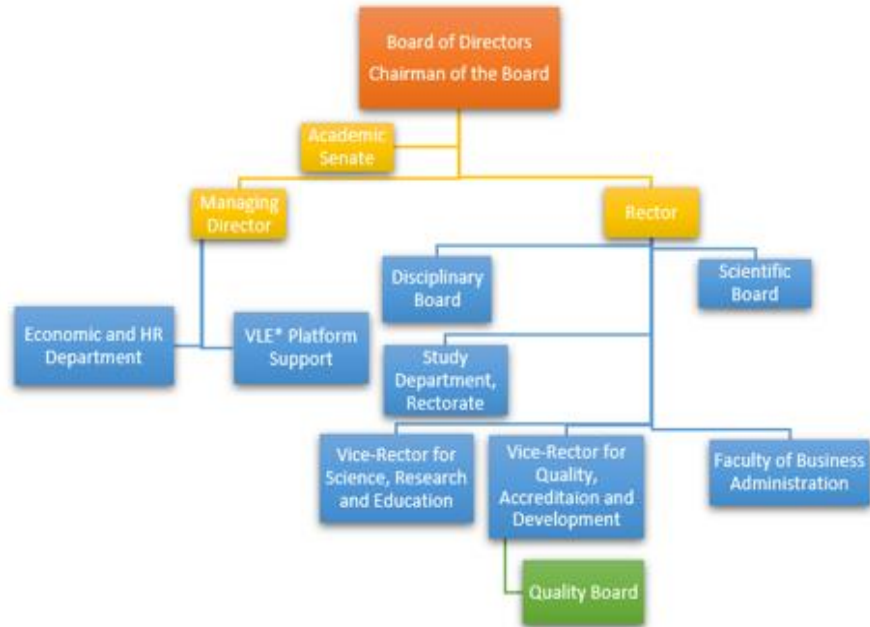 Board of Directors
Chairman of the Board
Academic
Senate
Managing
Director
Rector
Disciplinary
Board
Scientific
Board
Economic and HR
Department
VLE* Platform
Support
Study
Department,
Rectorate
Vice-Rector for
Science, Research
and Education
Vice-Rector for
Quality,
Accreditaion and
Development
Faculty of Business
Administration
Quality Board